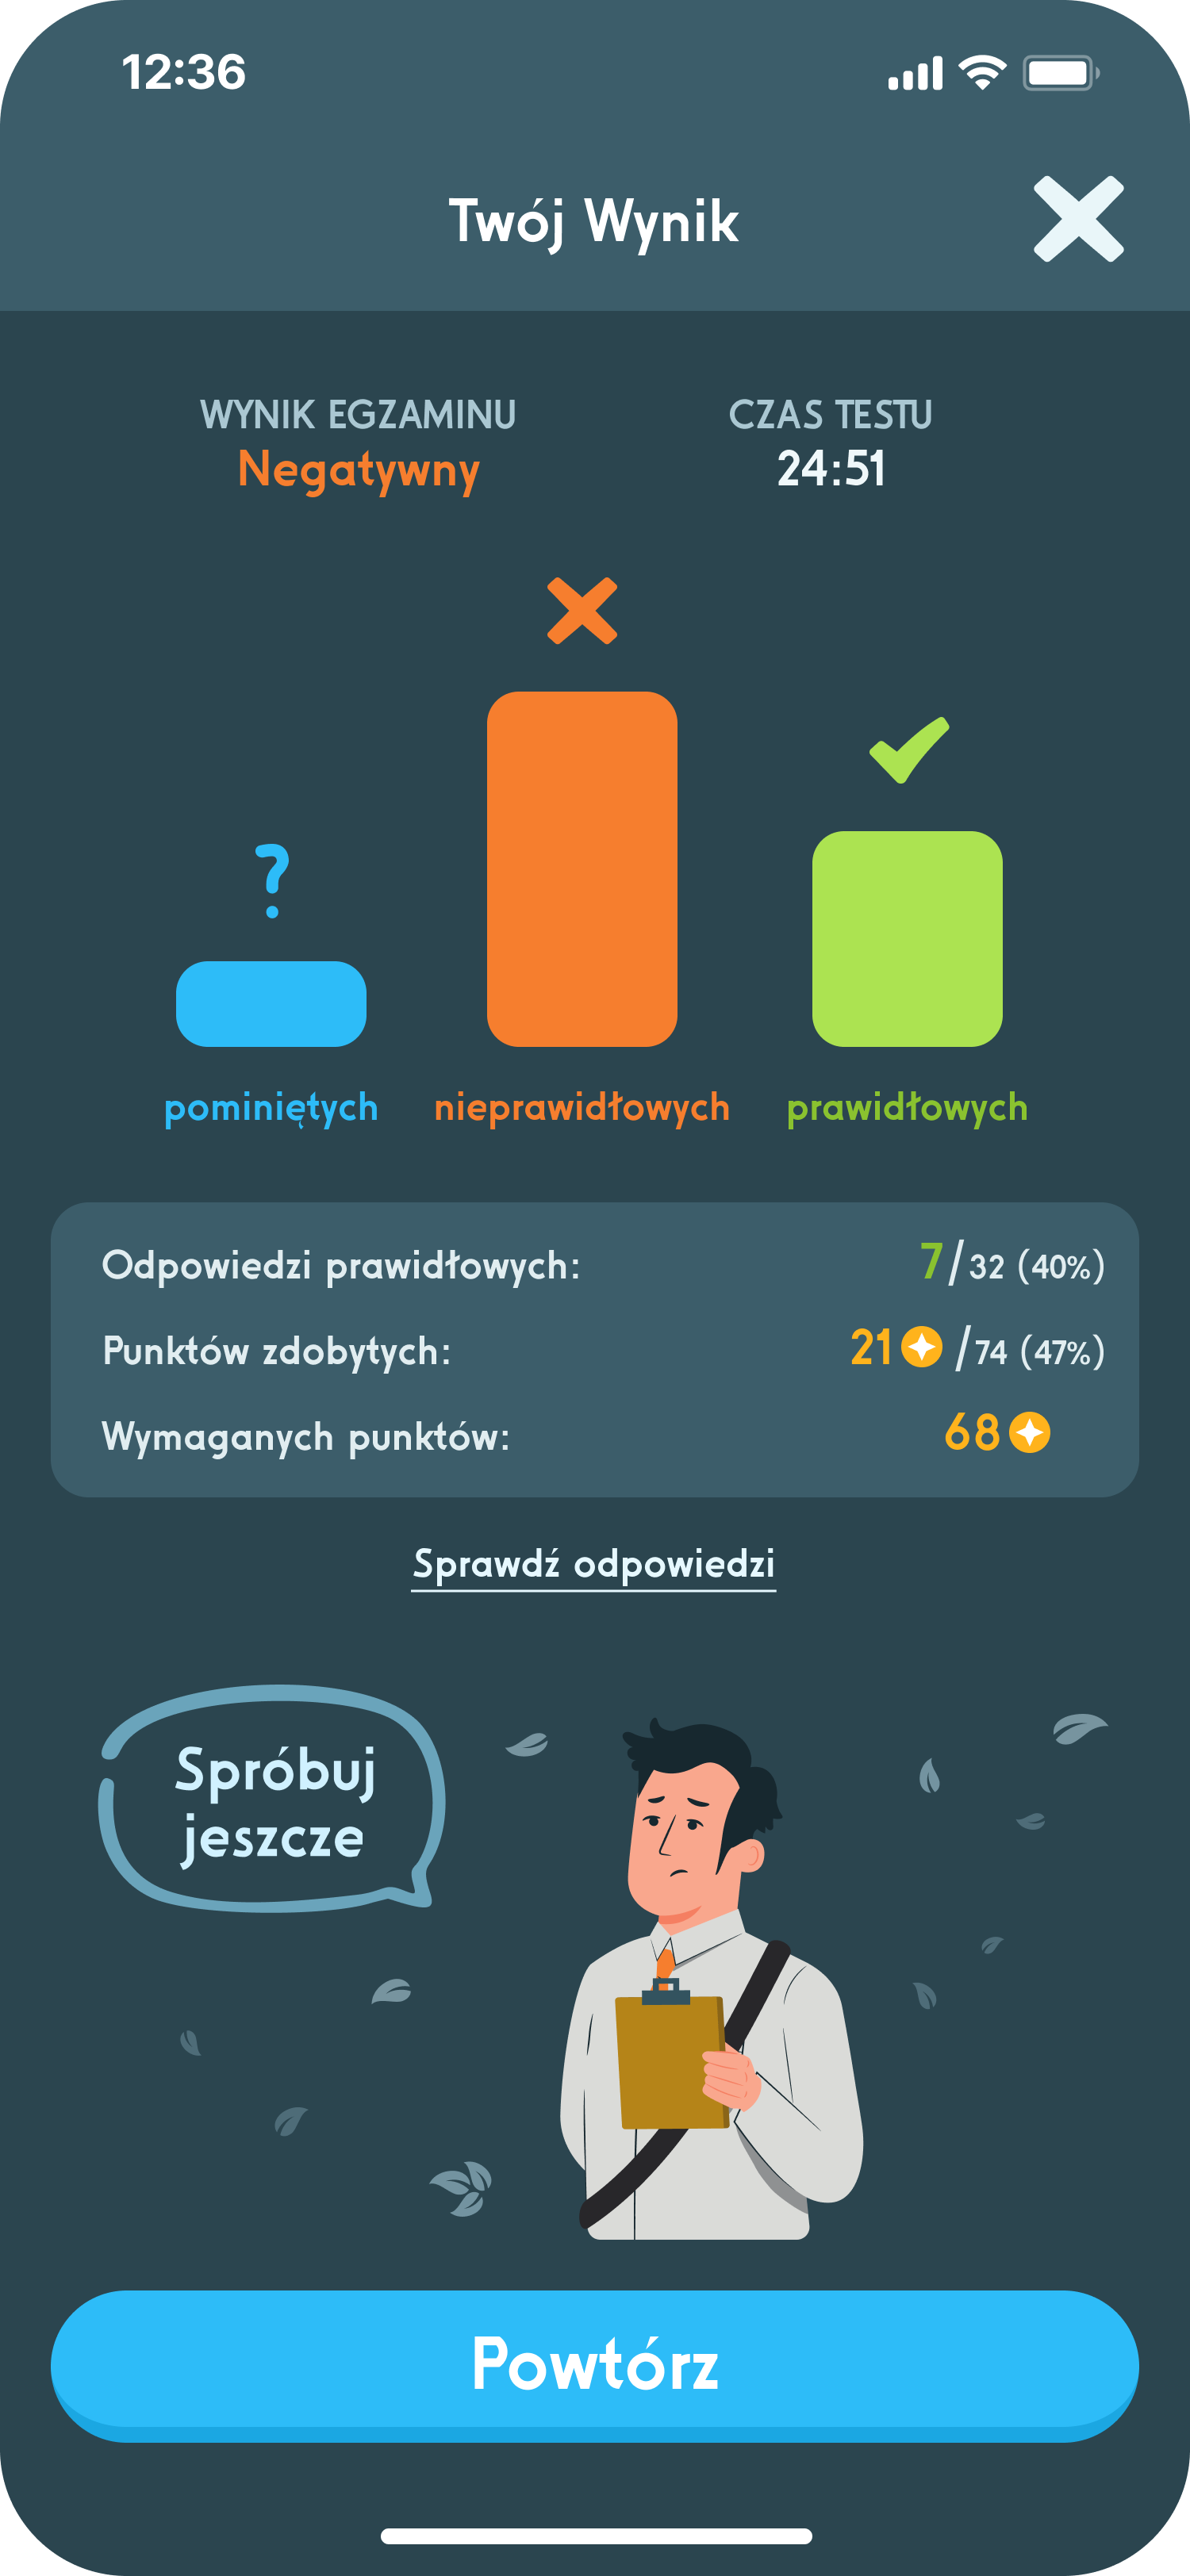 12:36
Twój Wynik
WYNIK EGZAMINU
Negatywny
CZAS TESTU
24:51
?
pominiętych
nieprawidłowych
prawidłowych
Odpowiedzi prawidłowych: 7/32 (40%)
Punktów zdobytych: 21 /74 (47%)
Wymaganych punktów: 68
Sprawdź odpowiedzi
Spróbuj
jeszcze
Powtórz